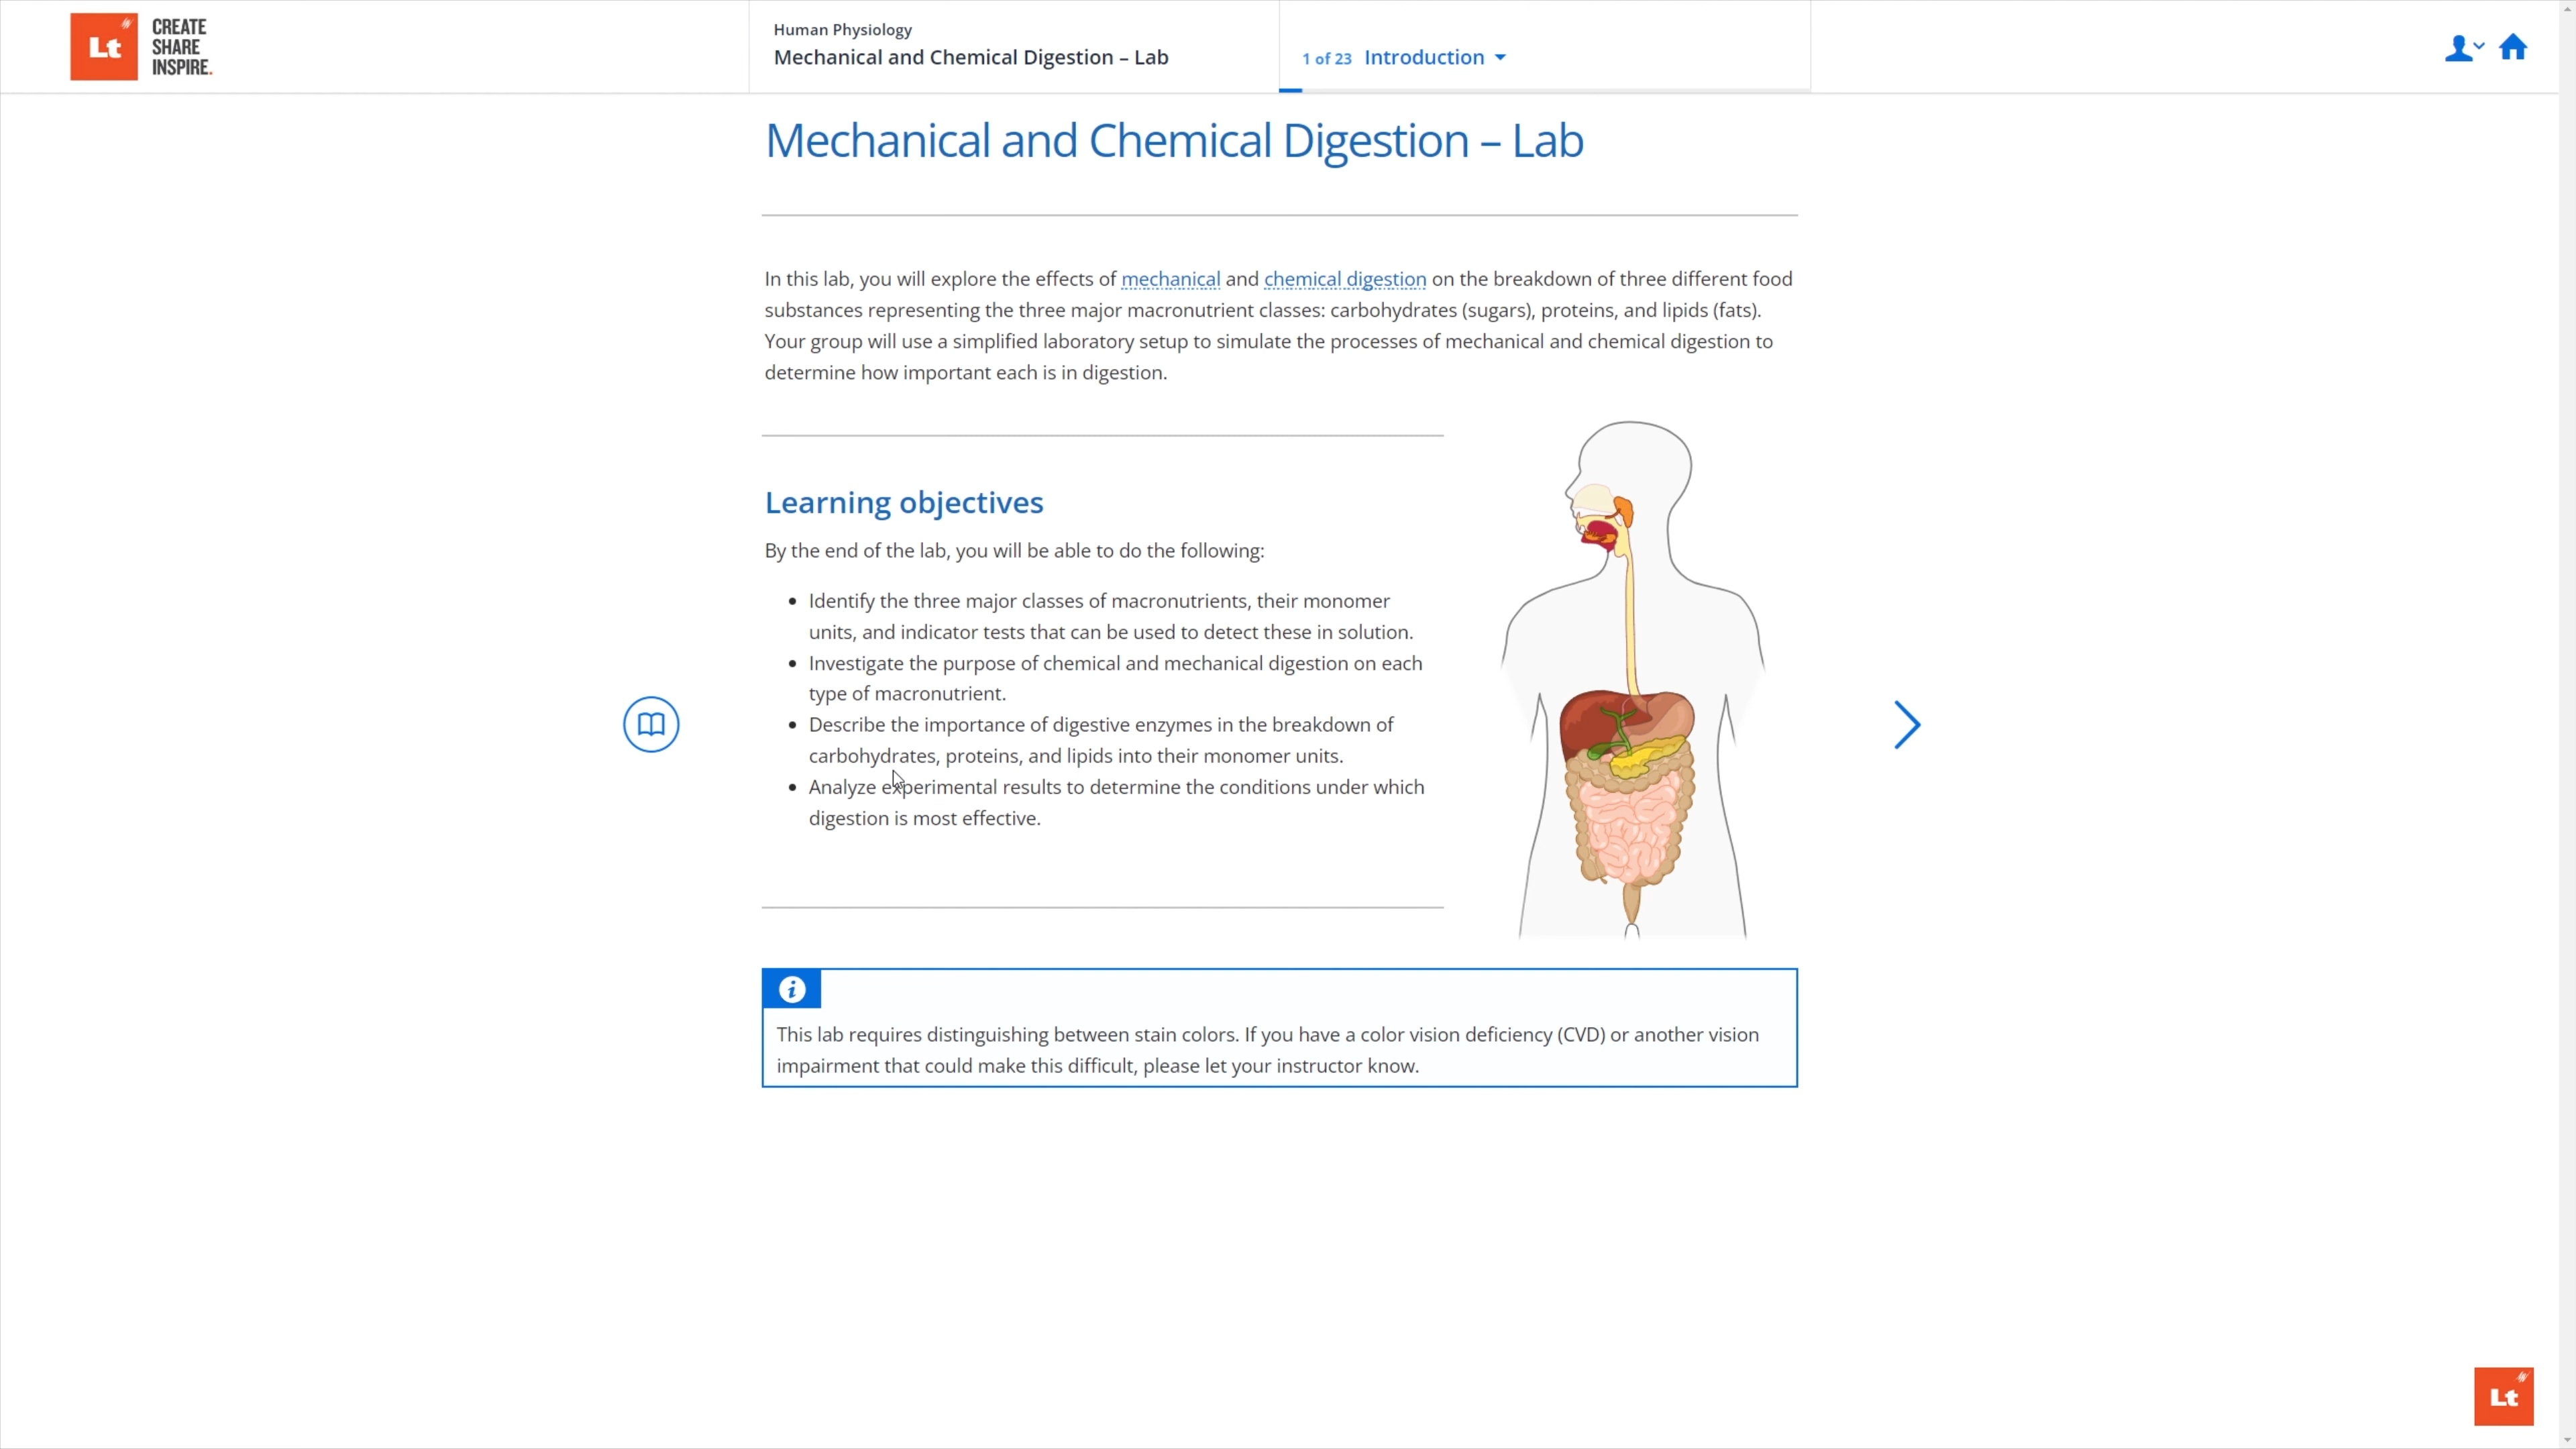 Lt
CREATE
SHARE
INSPIRE.
Human Physiology
Mechanical and Chemical Digestion – Lab
1 of 23 Introduction
Mechanical and Chemical Digestion – Lab
In this lab, you will explore the effects of mechanical and chemical digestion on the breakdown of three different food
substances representing the three major macronutrient classes: carbohydrates (sugars), proteins, and lipids (fats).
Your group will use a simplified laboratory setup to simulate the processes of mechanical and chemical digestion to
determine how important each is in digestion.
Learning objectives
By the end of the lab, you will be able to do the following:
• Identify the three major classes of macronutrients, their monomer
units, and indicator tests that can be used to detect these in solution.
• Investigate the purpose of chemical and mechanical digestion on each
type of macronutrient.
• Describe the importance of digestive enzymes in the breakdown of
carbohydrates, proteins, and lipids into their monomer units.
• Analyze experimental results to determine the conditions under which
digestion is most effective.
i
This lab requires distinguishing between stain colors. If you have a color vision deficiency (CVD) or another vision
impairment that could make this difficult, please let your instructor know.
Lt